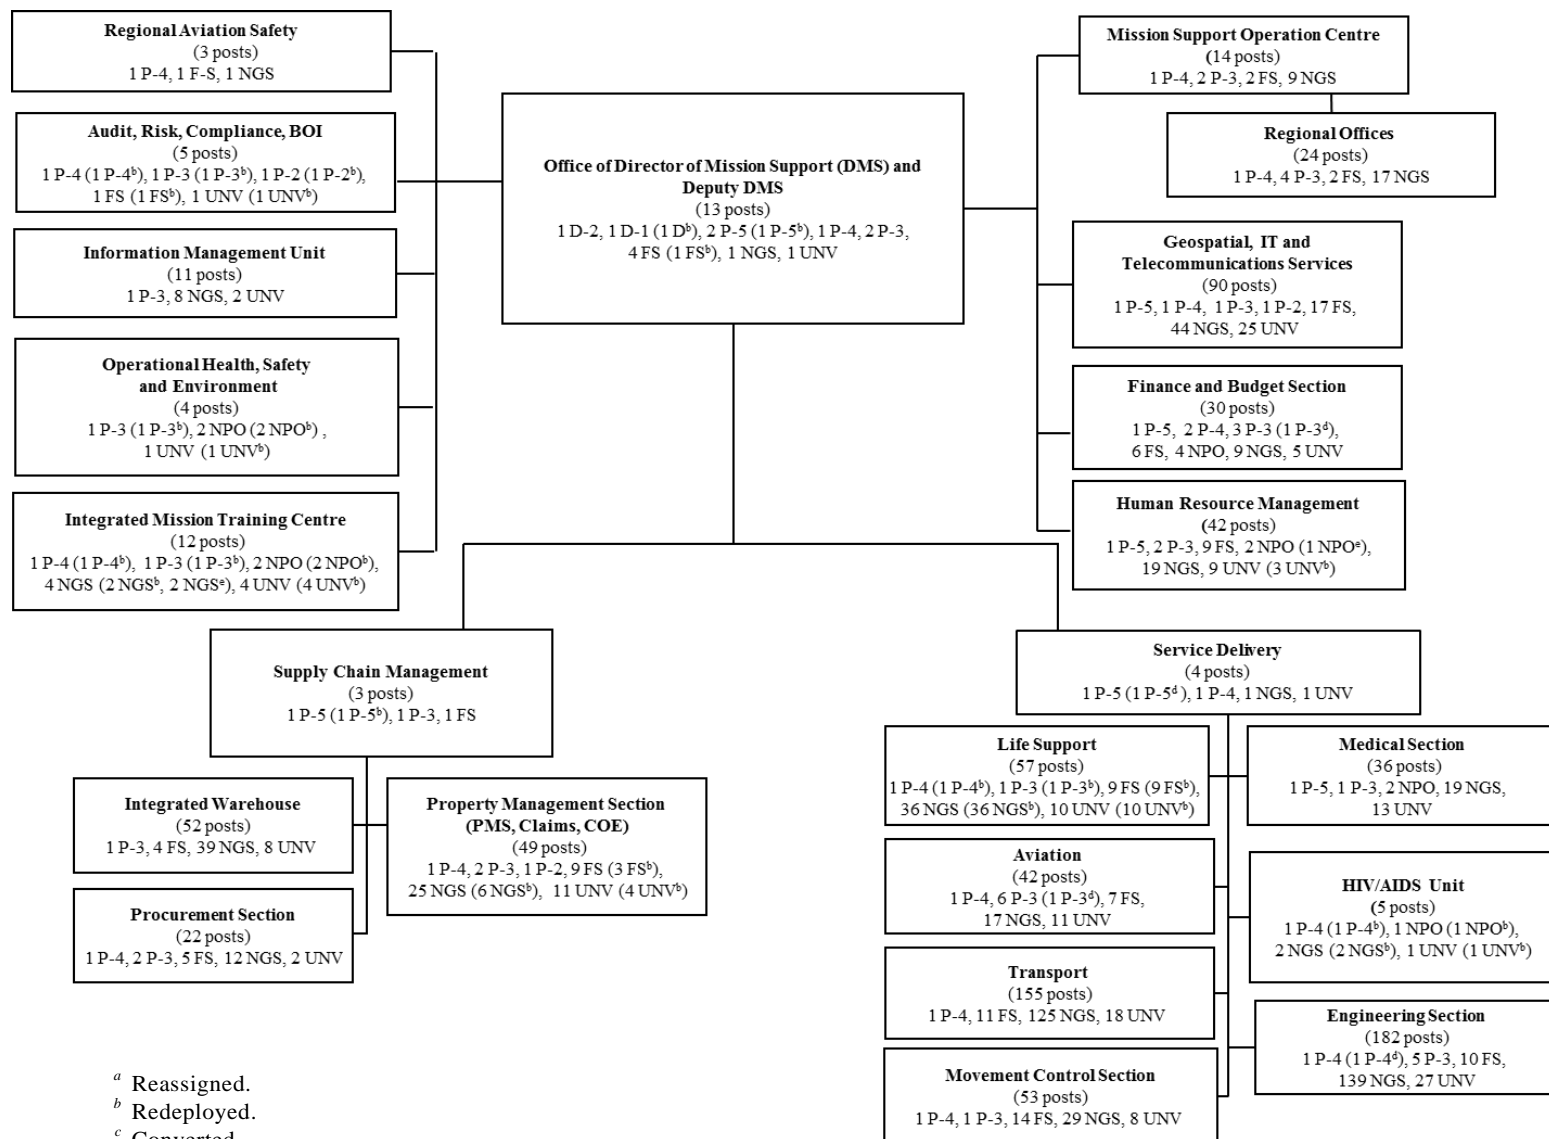 Regional Aviation Safety
(3 posts)
1 P-4, 1 F-S, 1 NGS
Audit, Risk, Compliance, BOI
(5 posts)
1 P-4 (1 P-4ᵇ), 1 P-3 (1 P-3ᵇ), 1 P-2 (1 P-2ᵇ),
1 FS (1 FSᵇ), 1 UNV (1 UNVᵇ)
Information Management Unit
(11 posts)
1 P-3, 8 NGS, 2 UNV
Operational Health, Safety
and Environment
(4 posts)
1 P-3 (1 P-3ᵇ), 2 NPO (2 NPOᵇ) ,
1 UNV (1 UNVᵇ)
Integrated Mission Training Centre
(12 posts)
1 P-4 (1 P-4ᵇ), 1 P-3 (1 P-3ᵇ), 2 NPO (2 NPOᵇ),
4 NGS (2 NGSᵇ, 2 NGSᵉ), 4 UNV (4 UNVᵇ)
Office of Director of Mission Support (DMS) and
Deputy DMS
(13 posts)
1 D-2, 1 D-1 (1 Dᵇ), 2 P-5 (1 P-5ᵇ), 1 P-4, 2 P-3,
4 FS (1 FSᵇ), 1 NGS, 1 UNV
Mission Support Operation Centre
(14 posts)
1 P-4, 2 P-3, 2 FS, 9 NGS
Regional Offices
(24 posts)
1 P-4, 4 P-3, 2 FS, 17 NGS
Geospatial, IT and
Telecommunications Services
(90 posts)
1 P-5, 1 P-4, 1 P-3, 1 P-2, 17 FS,
44 NGS, 25 UNV
Finance and Budget Section
(30 posts)
1 P-5, 2 P-4, 3 P-3 (1 P-3ᵈ),
6 FS, 4 NPO, 9 NGS, 5 UNV
Human Resource Management
(42 posts)
1 P-5, 2 P-3, 9 FS, 2 NPO (1 NPOᵉ),
19 NGS, 9 UNV (3 UNVᵇ)
Supply Chain Management
(3 posts)
1 P-5 (1 P-5ᵇ), 1 P-3, 1 FS
Integrated Warehouse
(52 posts)
1 P-3, 4 FS, 39 NGS, 8 UNV
Property Management Section
(PMS, Claims, COE)
(49 posts)
1 P-4, 2 P-3, 1 P-2, 9 FS (3 FSᵇ),
25 NGS (6 NGSᵇ), 11 UNV (4 UNVᵇ)
Procurement Section
(22 posts)
1 P-4, 2 P-3, 5 FS, 12 NGS, 2 UNV
Service Delivery
(4 posts)
1 P-5 (1 P-5ᵈ ), 1 P-4, 1 NGS, 1 UNV
Life Support
(57 posts)
1 P-4 (1 P-4ᵇ), 1 P-3 (1 P-3ᵇ), 9 FS (9 FSᵇ),
36 NGS (36 NGSᵇ), 10 UNV (10 UNVᵇ)
Medical Section
(36 posts)
1 P-5, 1 P-3, 2 NPO, 19 NGS,
13 UNV
Aviation
(42 posts)
1 P-4, 6 P-3 (1 P-3ᵈ), 7 FS,
17 NGS, 11 UNV
HIV/AIDS Unit
(5 posts)
1 P-4 (1 P-4ᵇ), 1 NPO (1 NPOᵇ),
2 NGS (2 NGSᵇ), 1 UNV (1 UNVᵇ)
Transport
(155 posts)
1 P-4, 11 FS, 125 NGS, 18 UNV
Engineering Section
(182 posts)
1 P-4 (1 P-4ᵈ), 5 P-3, 10 FS,
139 NGS, 27 UNV
Movement Control Section
(53 posts)
1 P-4, 1 P-3, 14 FS, 29 NGS, 8 UNV
ᵃ Reassigned.
ᵇ Redeployed.
ᶜ Converted